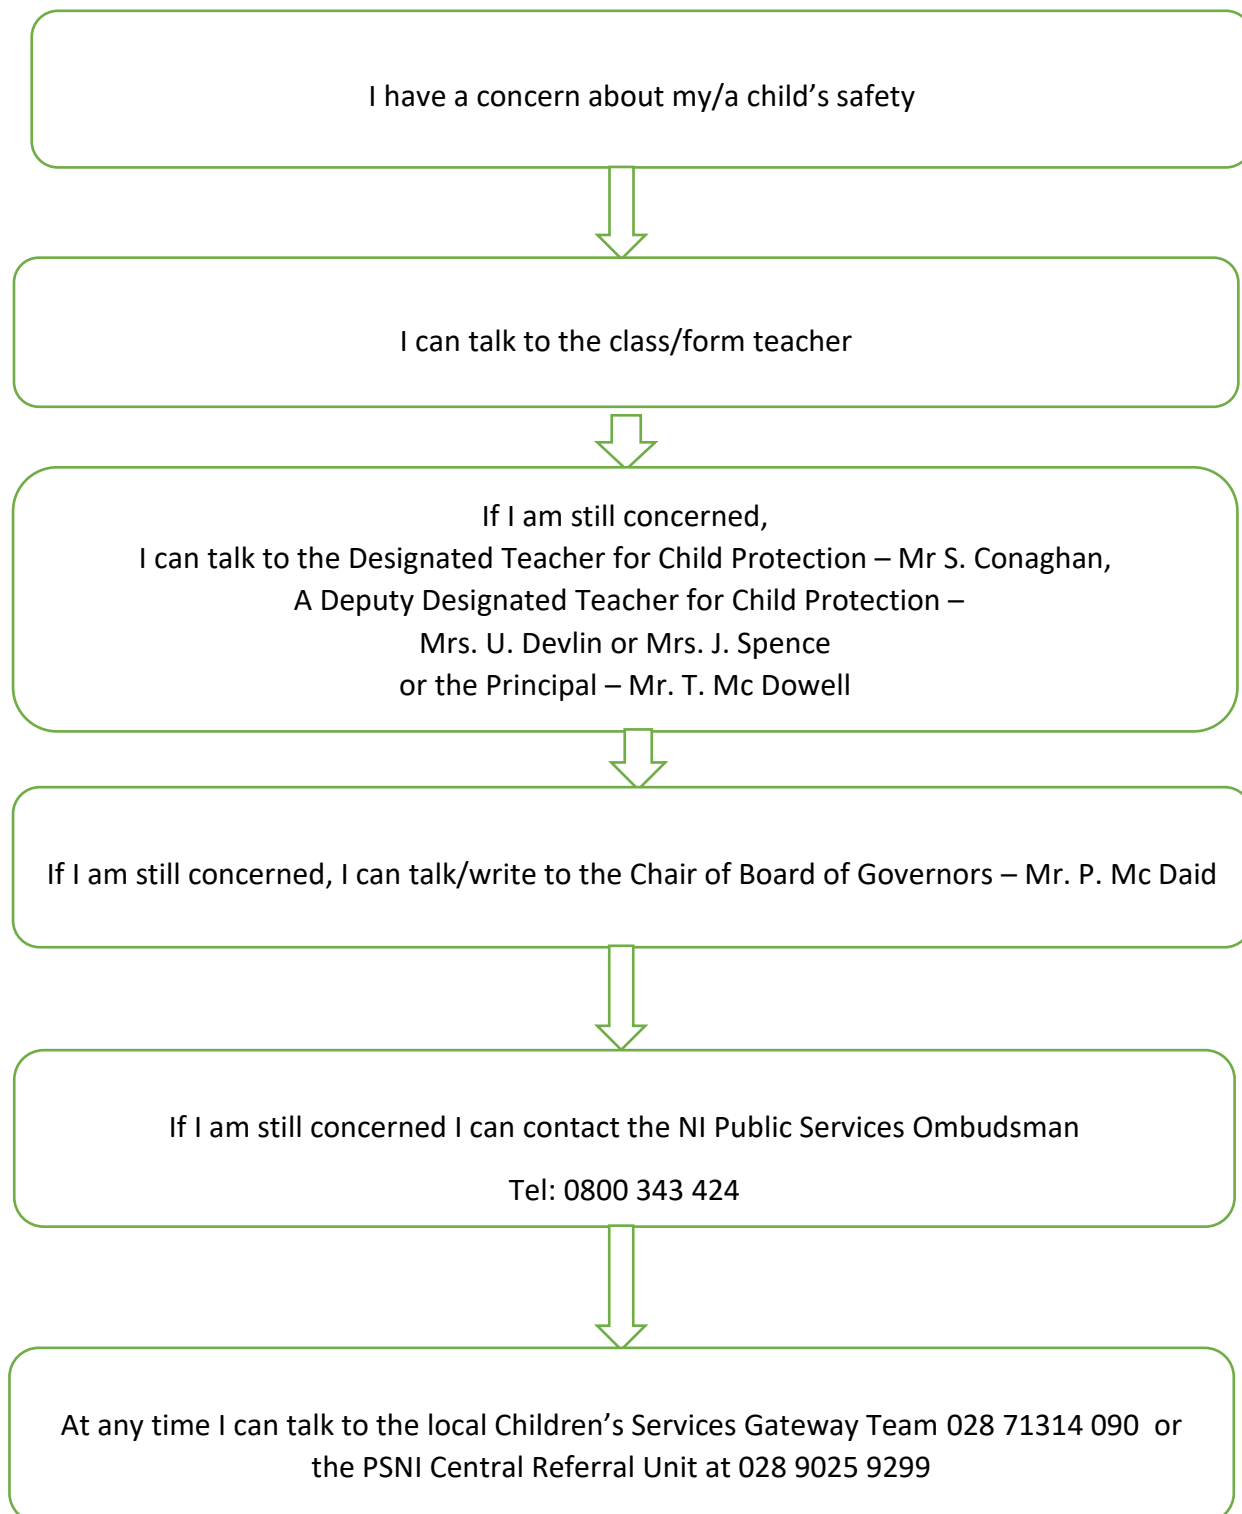 I have a concern about my/a child’s safety
I can talk to the class/form teacher
If I am still concerned,
I can talk to the Designated Teacher for Child Protection – Mr S. Conaghan,
A Deputy Designated Teacher for Child Protection –
Mrs. U. Devlin or Mrs. J. Spence
or the Principal – Mr. T. Mc Dowell
If I am still concerned, I can talk/write to the Chair of Board of Governors – Mr. P. Mc Daid
If I am still concerned I can contact the NI Public Services Ombudsman
Tel: 0800 343 424
At any time I can talk to the local Children’s Services Gateway Team 028 71314 090  or
the PSNI Central Referral Unit at 028 9025 9299